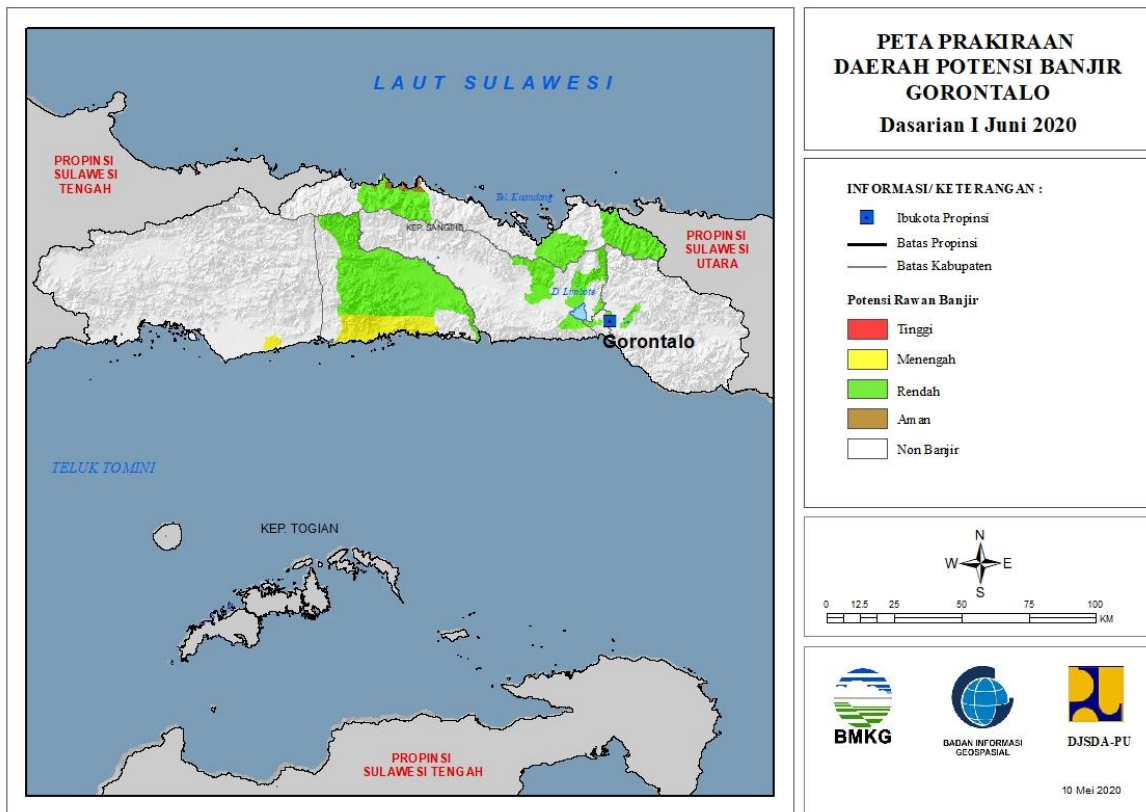 LAUT SULAWESI
PROPINSI
SULAWESI
TENGAH
Tel. Kuandang
KEP. SANGIHE
PROPINSI
SULAWESI
UTARA
D. Limboto
Gorontalo
TELUK TOMINI
KEP. TOGIAN
PROPINSI
SULAWESI TENGAH
PETA PRAKIRAAN
DAERAH POTENSI BANJIR
GORONTALO
Dasarian I Juni 2020
INFORMASI/ KETERANGAN :
Ibukota Propinsi
Batas Propinsi
Batas Kabupaten
Potensi Rawan Banjir
Tinggi
Menengah
Rendah
Aman
Non Banjir
N
W E
S
0 12.5 25 50 75 100
KM
BMKG
BADAN INFORMASI
GEOSPASIAL
DJSDA-PU
10 Mei 2020